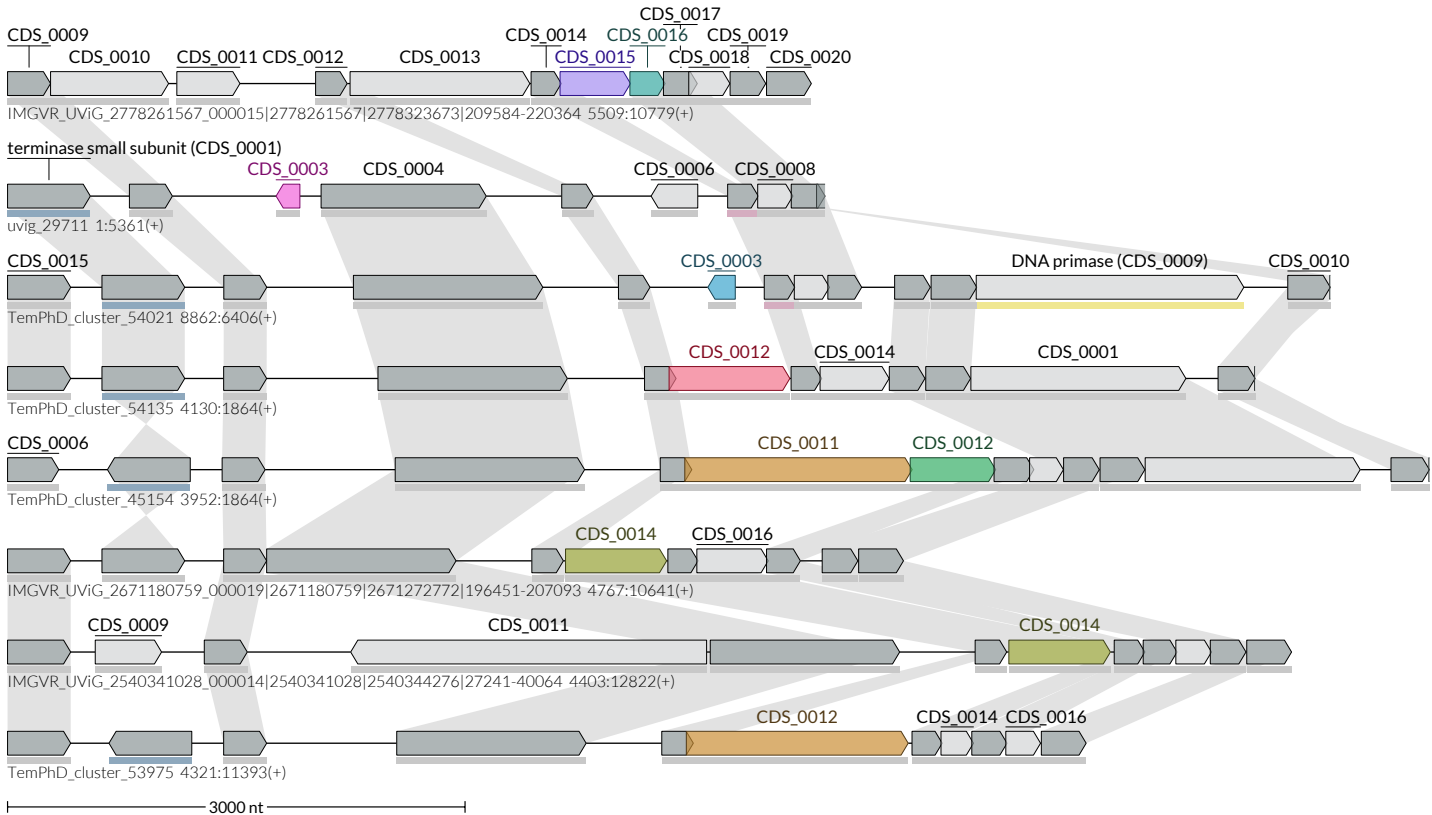 CDS_0017
CDS_0009 CDS_0014 CDS_0016 CDS_0019
CDS_0010 CDS_0011 CDS_0012 CDS_0013 CDS_0015 CDS_0018 CDS_0020
IMGVR_UViG_2778261567_000015|2778261567|2778323673|209584-220364 5509:10779(+)
terminase small subunit (CDS_0001)
CDS_0003 CDS_0004 CDS_0006 CDS_0008
uvig_29711 1:5361(+)
CDS_0015 CDS_0003 DNA primase (CDS_0009) CDS_0010
TemPhD_cluster_54021 8862:6406(+)
CDS_0012 CDS_0014 CDS_0001
TemPhD_cluster_54135 4130:1864(+)
CDS_0006 CDS_0011 CDS_0012
TemPhD_cluster_45154 3952:1864(+)
CDS_0014 CDS_0016
IMGVR_UViG_2671180759_000019|2671180759|2671272772|196451-207093 4767:10641(+)
CDS_0009 CDS_0011 CDS_0014
IMGVR_UViG_2540341028_000014|2540341028|2540344276|27241-40064 4403:12822(+)
CDS_0012 CDS_0014 CDS_0016
TemPhD_cluster_53975 4321:11393(+)
3000 nt